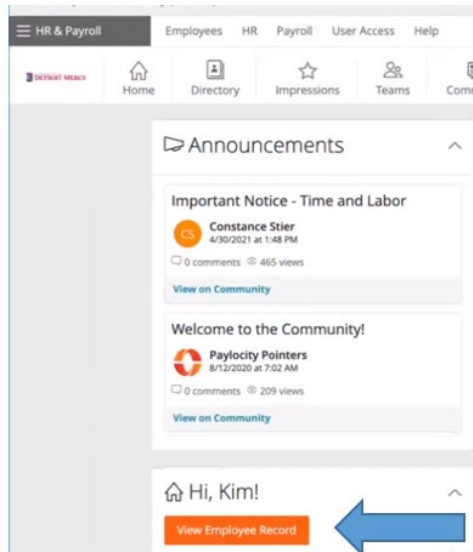 HR & Payroll
Employees HR Payroll User Access Help
DETROIT MERCY
Home Directory Impressions Teams
Announcements
Important Notice - Time and Labor
CS
Constance Stier
4/30/2021 at 1:48 PM
0 comments 465 views
View on Community
Welcome to the Community!
Paylocity Pointers
8/12/2020 at 7:02 AM
0 comments 209 views
View on Community
Hi, Kim!
View Employee Record